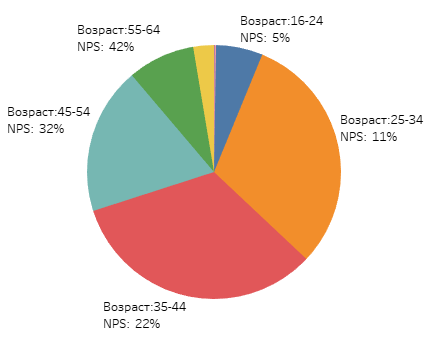 Возраст:16-24
NPS: 5%
Возраст:55-64
NPS: 42%
Возраст:45-54
NPS: 32%
Возраст:25-34
NPS: 11%
Возраст:35-44
NPS: 22%